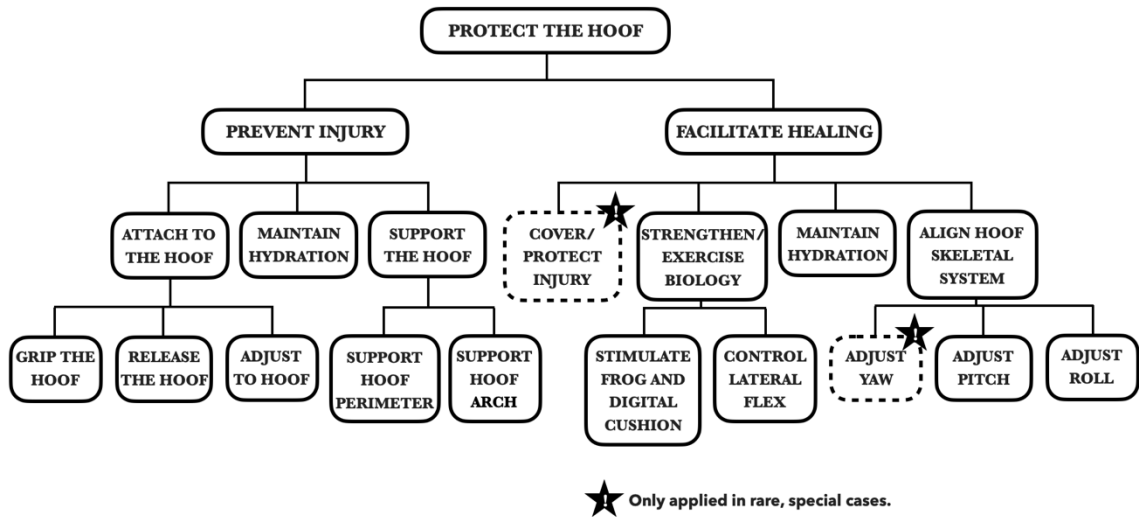 PROTECT THE HOOF
PREVENT INJURY
FACILITATE HEALING
ATTACH TO
THE HOOF
MAINTAIN
HYDRATION
SUPPORT
THE HOOF
COVER/
PROTECT
INJURY
!
STRENGTHEN/
EXERCISE
BIOLOGY
MAINTAIN
HYDRATION
ALIGN HOOF
SKELETAL
SYSTEM
GRIP THE
HOOF
RELEASE
THE HOOF
ADJUST
TO HOOF
SUPPORT
HOOF
PERIMETER
SUPPORT
HOOF
ARCH
STIMULATE
FROG AND
DIGITAL
CUSHION
CONTROL
LATERAL
FLEX
ADJUST
YAW
!
ADJUST
PITCH
ADJUST
ROLL
! Only applied in rare, special cases.